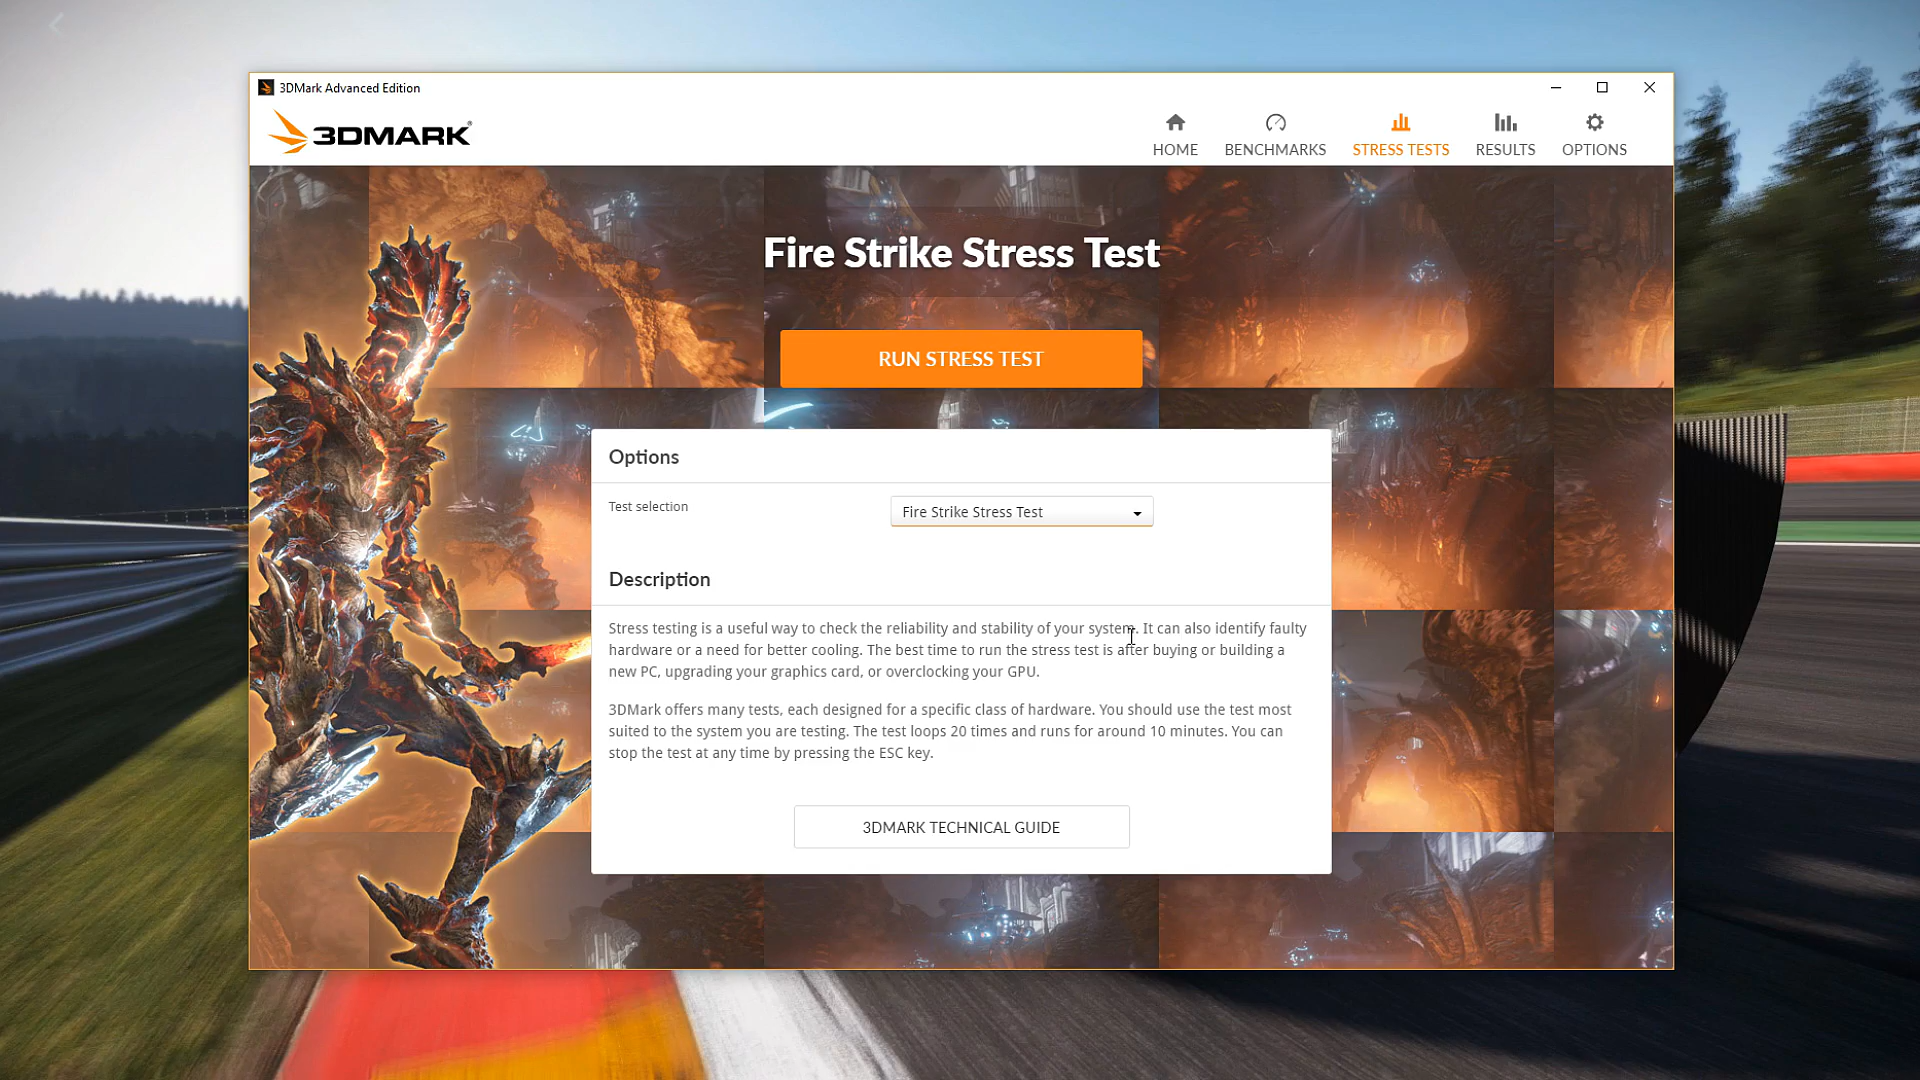 3DMark Advanced Edition
3DMARK®
HOME
BENCHMARKS
STRESS TESTS
RESULTS
OPTIONS
Fire Strike Stress Test
RUN STRESS TEST
Options
Test selection
Fire Strike Stress Test
Description
Stress testing is a useful way to check the reliability and stability of your system. It can also identify faulty
hardware or a need for better cooling. The best time to run the stress test is after buying or building a
new PC, upgrading your graphics card, or overclocking your GPU.
3DMark offers many tests, each designed for a specific class of hardware. You should use the test most
suited to the system you are testing. The test loops 20 times and runs for around 10 minutes. You can
stop the test at any time by pressing the ESC key.
3DMARK TECHNICAL GUIDE